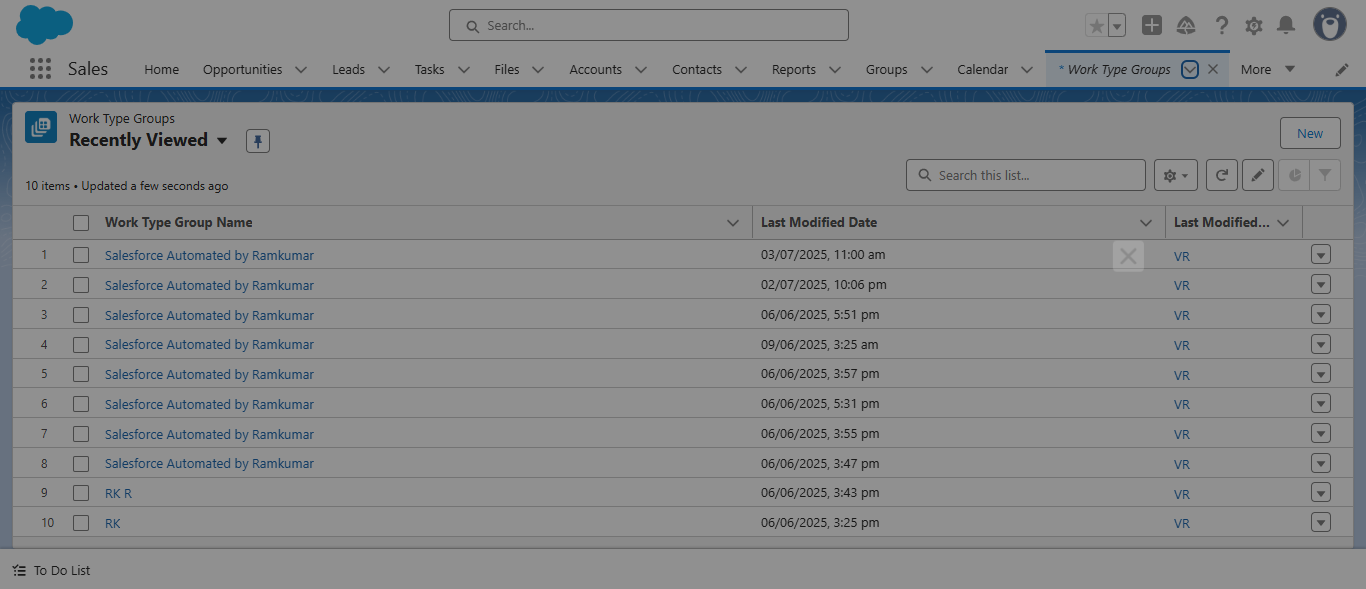 Search...
Sales
Home
Opportunities
Leads
Tasks
Files
Accounts
Contacts
Reports
Groups
Calendar
* Work Type Groups
More
Work Type Groups
Recently Viewed
New
10 items • Updated a few seconds ago
Search this list...
Work Type Group Name Last Modified Date Last Modified...
1 Salesforce Automated by Ramkumar 03/07/2025, 11:00 am VR
2 Salesforce Automated by Ramkumar 02/07/2025, 10:06 pm VR
3 Salesforce Automated by Ramkumar 06/06/2025, 5:51 pm VR
4 Salesforce Automated by Ramkumar 09/06/2025, 3:25 am VR
5 Salesforce Automated by Ramkumar 06/06/2025, 3:57 pm VR
6 Salesforce Automated by Ramkumar 06/06/2025, 5:31 pm VR
7 Salesforce Automated by Ramkumar 06/06/2025, 3:55 pm VR
8 Salesforce Automated by Ramkumar 06/06/2025, 3:47 pm VR
9 RK R 06/06/2025, 3:43 pm VR
10 RK 06/06/2025, 3:25 pm VR
To Do List